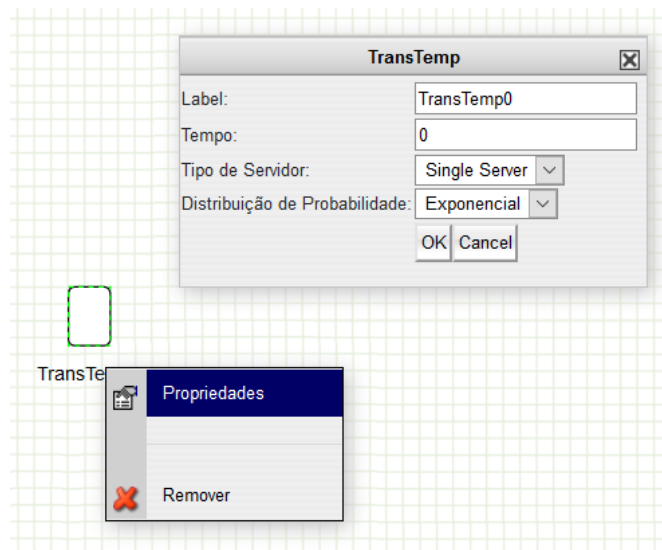 TransTemp
Label: TransTemp0
Tempo: 0
Tipo de Servidor: Single Server
Distribuição de Probabilidade: Exponencial
OK Cancel
TransTe
Propriedades
Remover